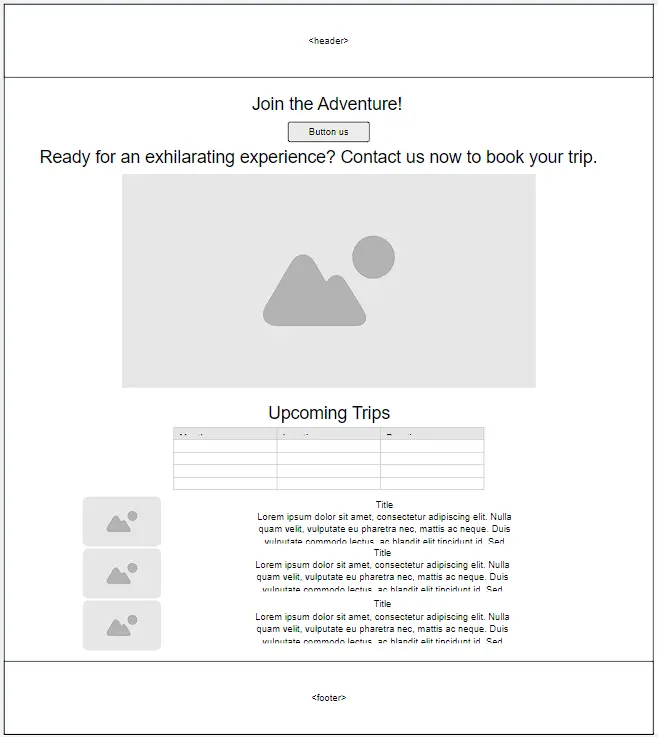 <header>
Join the Adventure!
Button us
Ready for an exhilarating experience? Contact us now to book your trip.
Upcoming Trips
Title
Lorem ipsum dolor sit amet, consectetur adipiscing elit. Nulla
quam velit, vulputate eu pharetra nec, mattis ac neque. Duis
vulputate commodo lectus, ac blandit elit tincidunt id. Sed
Title
Lorem ipsum dolor sit amet, consectetur adipiscing elit. Nulla
quam velit, vulputate eu pharetra nec, mattis ac neque. Duis
vulputate commodo lectus, ac blandit elit tincidunt id. Sed
Title
Lorem ipsum dolor sit amet, consectetur adipiscing elit. Nulla
quam velit, vulputate eu pharetra nec, mattis ac neque. Duis
vulputate commodo lectus, ac blandit elit tincidunt id. Sed
<footer>